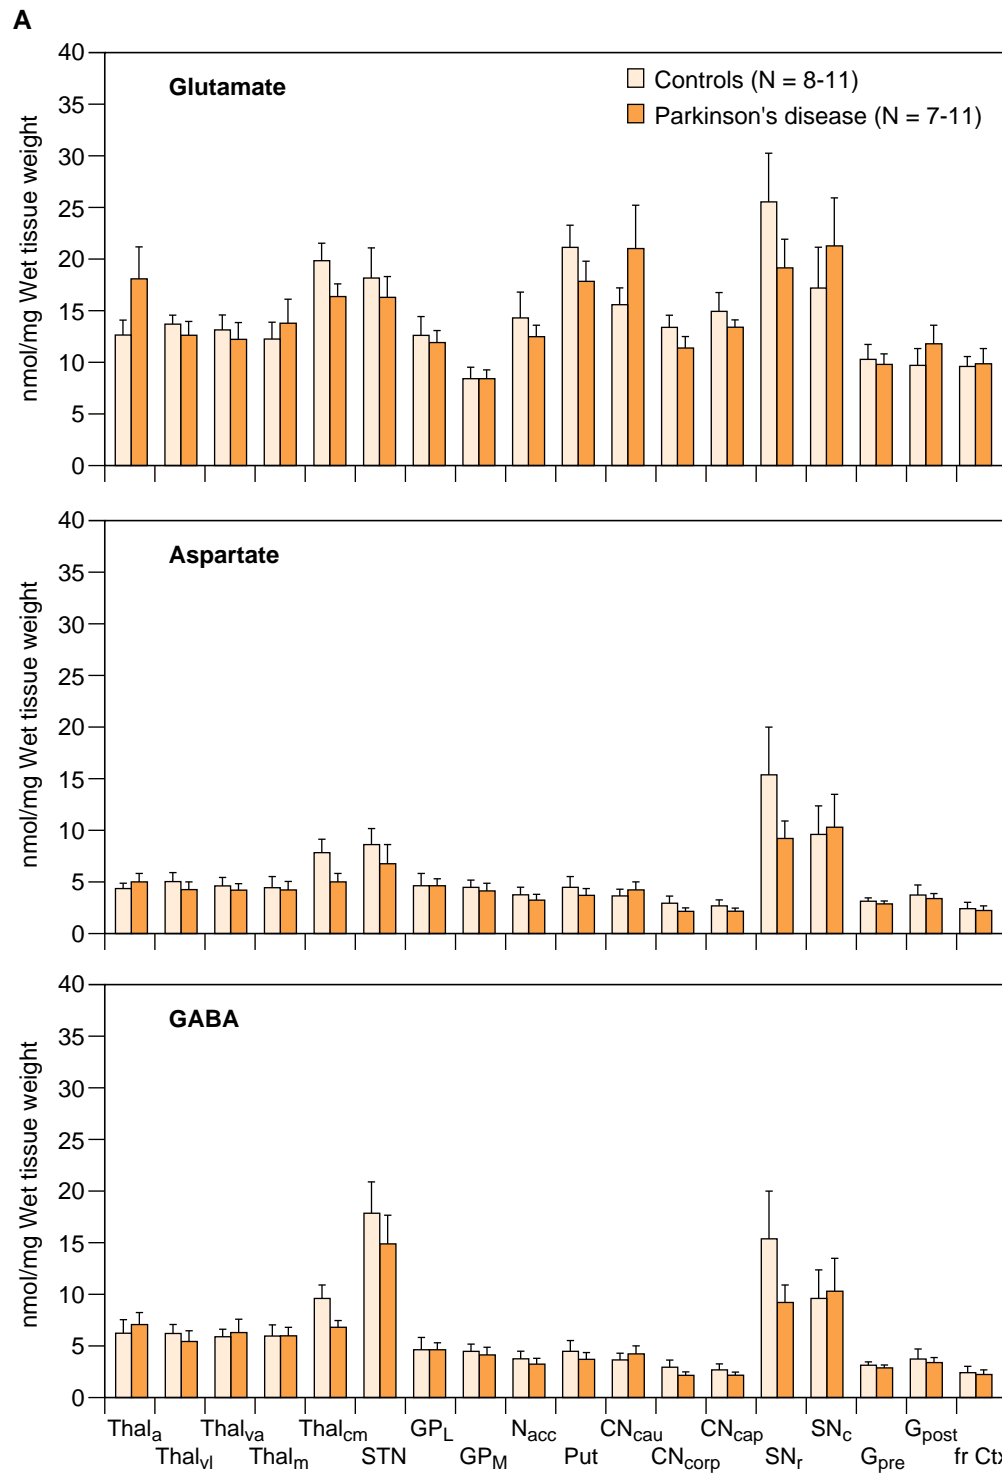 A
Glutamate
Controls (N = 8-11)
Parkinson's disease (N = 7-11)
nmol/mg Wet tissue weight
40
35
30
25
20
15
10
5
0
Aspartate
nmol/mg Wet tissue weight
40
35
30
25
20
15
10
5
0
GABA
nmol/mg Wet tissue weight
40
35
30
25
20
15
10
5
0
Thala Thalva Thalcm GPL Nacc CNcau CNcap SNc Gpost
Thalvl Thalm STN GPM Put CNcorp SNr Gpre fr Ctx